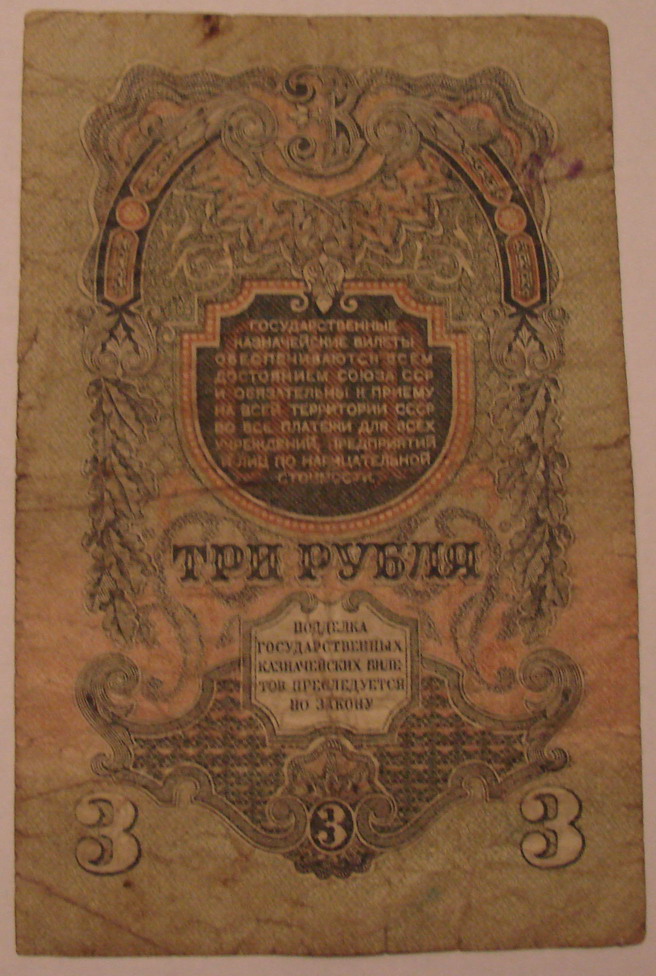 ГОСУДАРСТВЕННЫЕ
КАЗНАЧЕЙСКИЕ БИЛЕТЫ
ОБЕСПЕЧИВАЮТСЯ ВСЕМ
ДОСТОЯНИЕМ СОЮЗА ССР
И ОБЯЗАТЕЛЬНЫ К ПРИЕМУ
НА ВСЕЙ ТЕРРИТОРИИ СССР
ВО ВСЕ ПЛАТЕЖИ ДЛЯ ВСЕХ
УЧРЕЖДЕНИЙ, ПРЕДПРИЯТИЙ
И ЛИЦ ПО НАРИЦАТЕЛЬНОЙ
СТОИМОСТИ.
ТРИ РУБЛЯ
ПОДДЕЛКА
ГОСУДАРСТВЕННЫХ
КАЗНАЧЕЙСКИХ БИЛЕ-
ТОВ ПРЕСЛЕДУЕТСЯ
ПО ЗАКОНУ
3 3 3